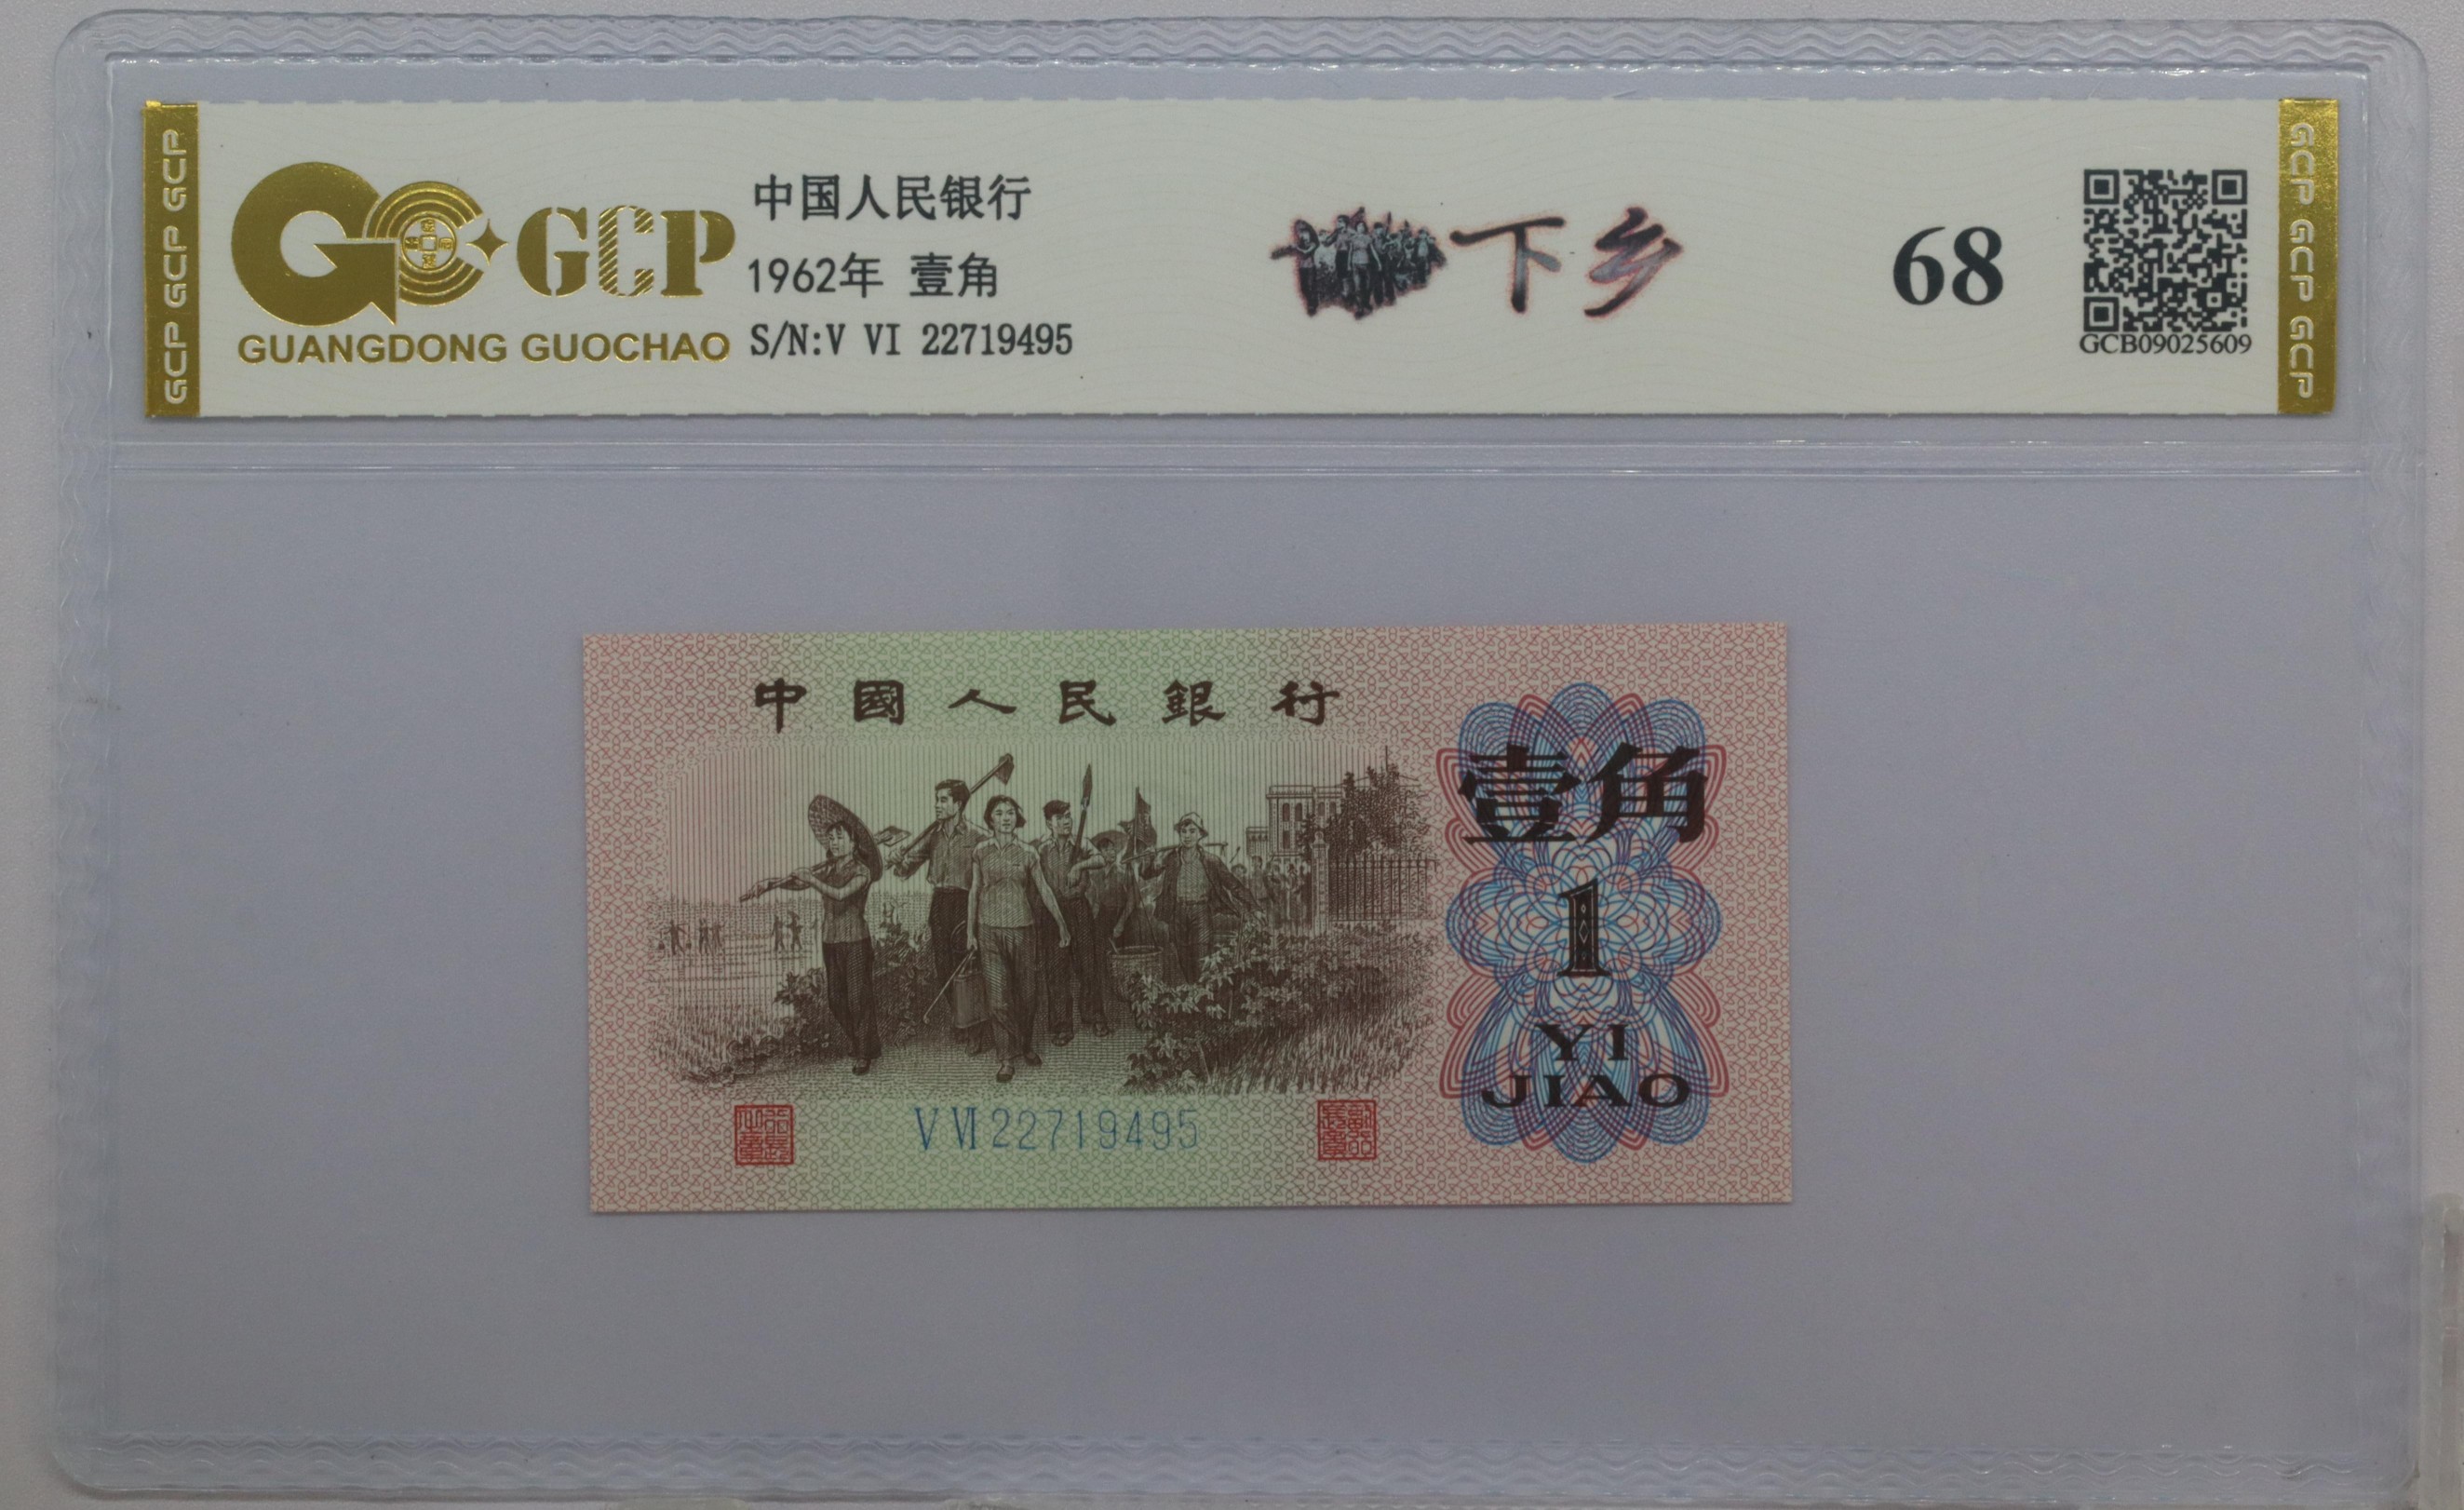 GCP GCP GCP
GCP
GUANGDONG GUOCHAO
中国人民银行
1962年 壹角
S/N:V VI 22719495
下乡
68
GCB09025609
GCP GCP GCP
中國人民銀行
壹角
1
YI
JIAO
V VI 22719495